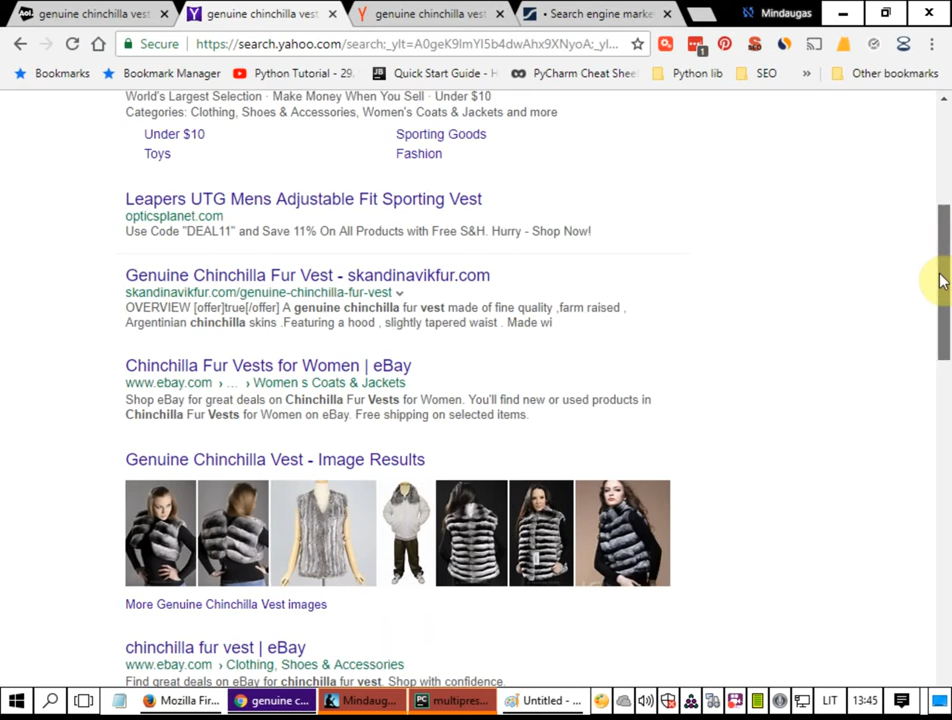 genuine chinchilla vest
genuine chinchilla vest
genuine chinchilla vest
• Search engine marke
Mindaugas
Secure
https://search.yahoo.com/search;_ylt=A0geK9ImYl5b4dwAhx9XNyoA;_yl...
1
Bookmarks
Bookmark Manager
Python Tutorial - 29.
Quick Start Guide - H
PyCharm Cheat Shee
Python lib
SEO
»
Other bookmarks
World's Largest Selection · Make Money When You Sell · Under $10
Categories: Clothing, Shoes & Accessories, Women's Coats & Jackets and more
Under $10
Sporting Goods
Toys
Fashion
Leapers UTG Mens Adjustable Fit Sporting Vest
opticsplanet.com
Use Code "DEAL11" and Save 11% On All Products with Free S&H. Hurry - Shop Now!
Genuine Chinchilla Fur Vest - skandinavikfur.com
skandinavikfur.com/genuine-chinchilla-fur-vest
OVERVIEW [offer]true[/offer] A genuine chinchilla fur vest made of fine quality ,farm raised ,
Argentinian chinchilla skins .Featuring a hood , slightly tapered waist . Made wi
Chinchilla Fur Vests for Women | eBay
www.ebay.com › ... › Women s Coats & Jackets
Shop eBay for great deals on Chinchilla Fur Vests for Women. You'll find new or used products in
Chinchilla Fur Vests for Women on eBay. Free shipping on selected items.
Genuine Chinchilla Vest - Image Results
More Genuine Chinchilla Vest images
chinchilla fur vest | eBay
www.ebay.com › Clothing, Shoes & Accessories
Find great deals on eBay for chinchilla fur vest. Shop with confidence.
Mozilla Fir...
genuine c...
Mindaug...
multipres...
Untitled - ...
LIT
13:45